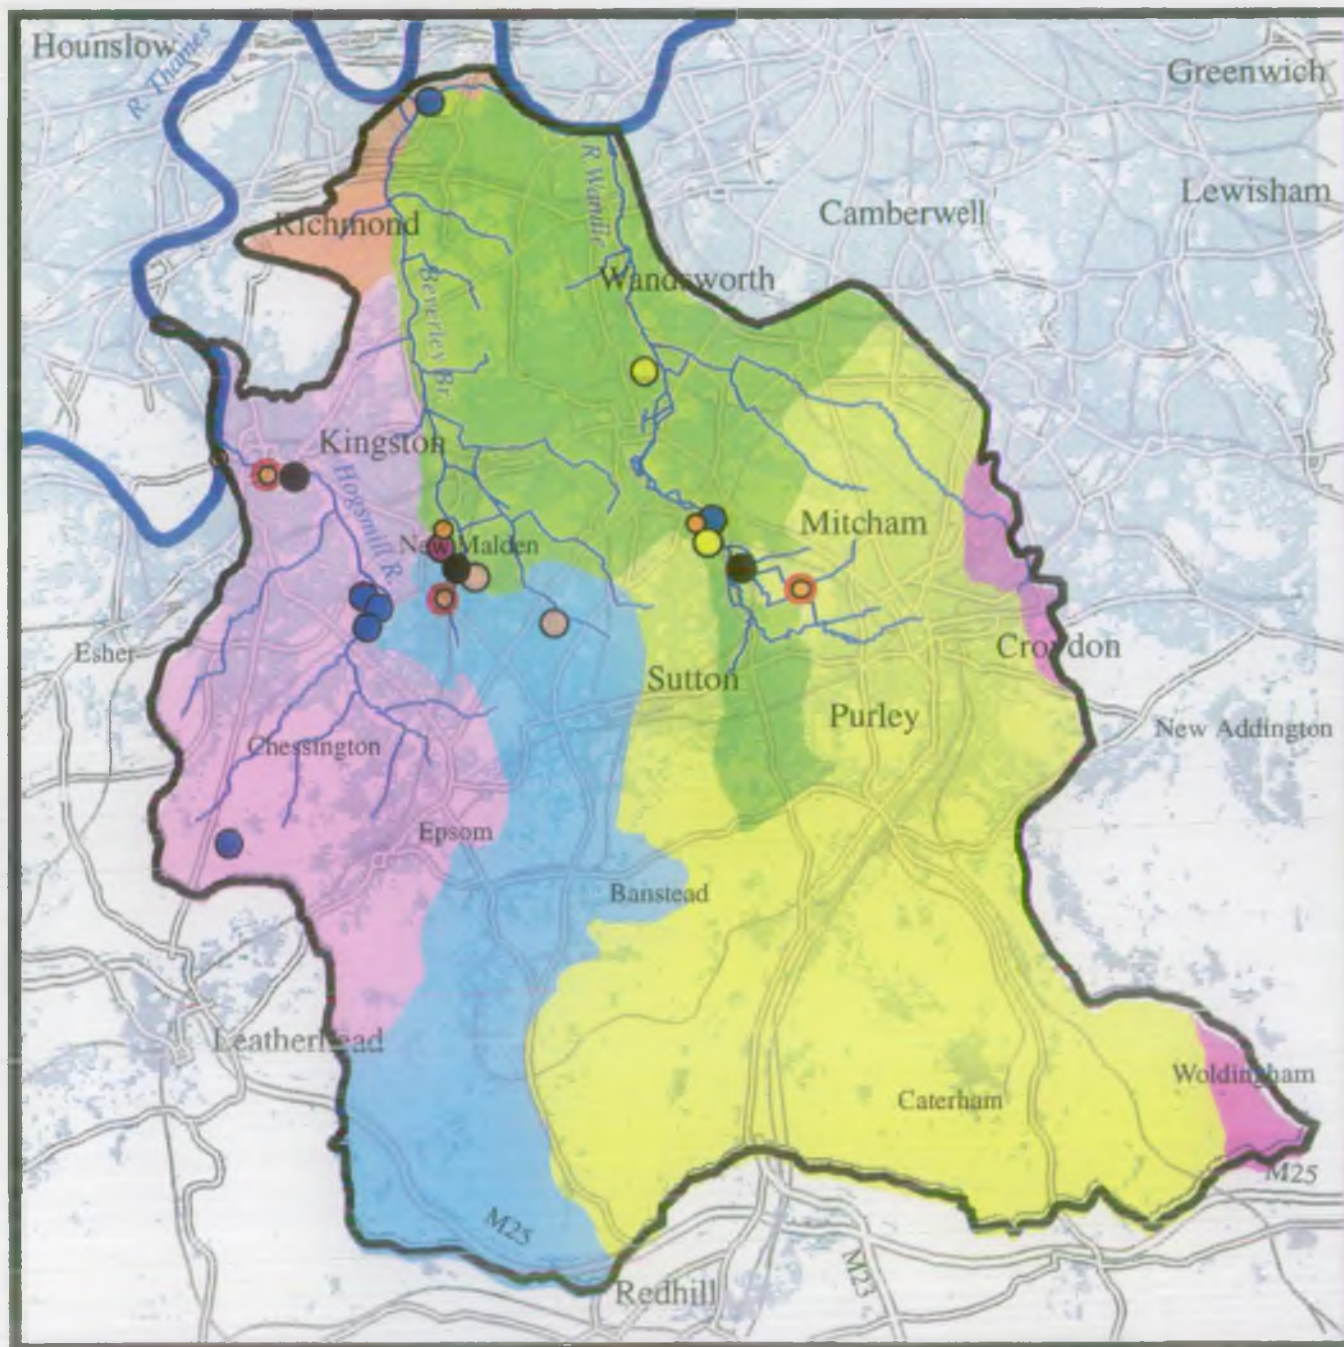 Hounslow
R. Thames
Greenwich
Lewisham
Camberwell
Richmond
R. Wandle
Wandsworth
Beverley Br.
Kingston
Hogsmill R.
Mitcham
New Malden
Esher
Croydon
Sutton
Purley
New Addington
Chessington
Epsom
Banstead
Leatherhead
Woldingham
Caterham
M25
M25
M23
Redhill